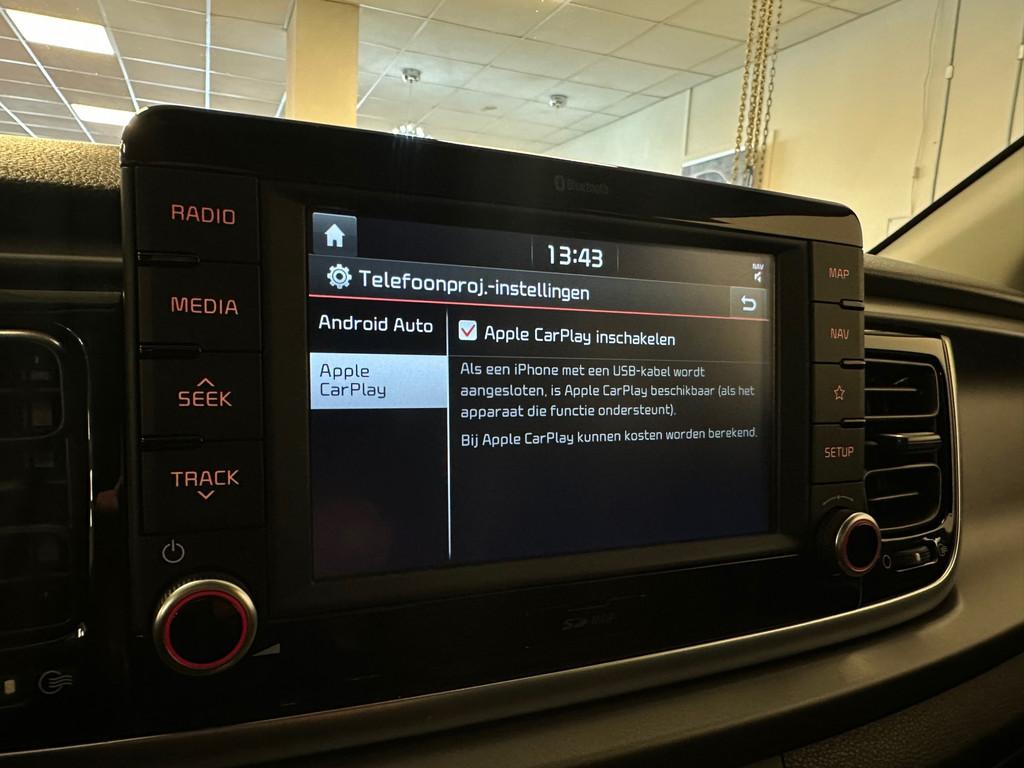 Bluetooth
RADIO
MEDIA
SEEK
TRACK
13:43
NAV
Telefoonproj.-instellingen
Android Auto
Apple
CarPlay
Apple CarPlay inschakelen
Als een iPhone met een USB-kabel wordt
aangesloten, is Apple CarPlay beschikbaar (als het
apparaat die functie ondersteunt).
Bij Apple CarPlay kunnen kosten worden berekend.
MAP
NAV
SETUP